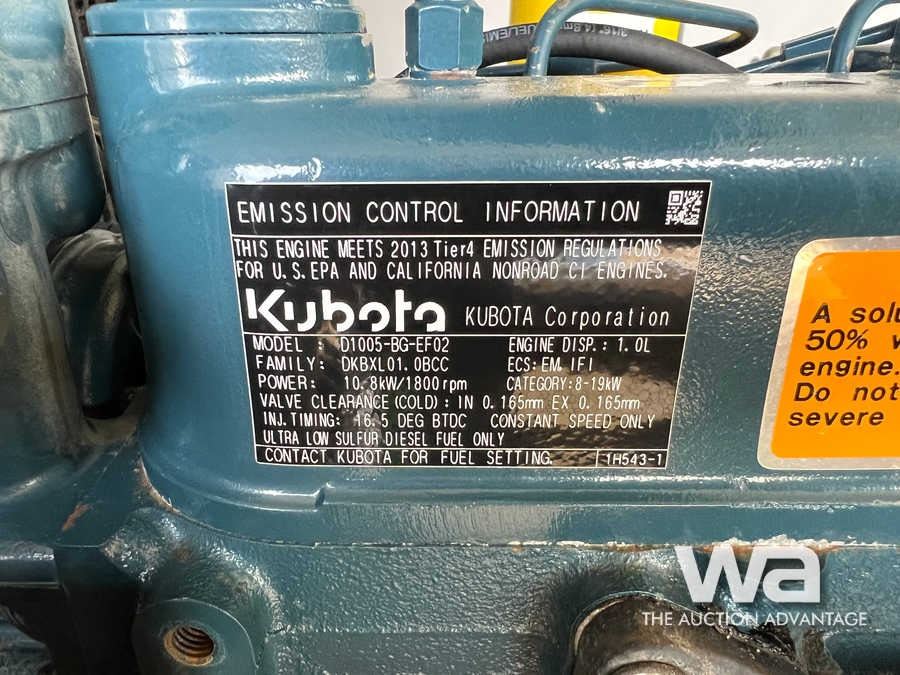 3/16" (4.8mm
EMISSION CONTROL INFORMATION
THIS ENGINE MEETS 2013 Tier4 EMISSION REGULATIONS
FOR U.S. EPA AND CALIFORNIA NONROAD CI ENGINES.
Kubota KUBOTA Corporation
MODEL : D1005-BG-EF02 ENGINE DISP.: 1.0L
FAMILY: DKBXL01.0BCC ECS: EM, IFI
POWER: 10.8kW/1800rpm CATEGORY:8-19kW
VALVE CLEARANCE (COLD) : IN 0.165mm EX 0.165mm
INJ.TIMING: 16.5 DEG BTDC CONSTANT SPEED ONLY
ULTRA LOW SULFUR DIESEL FUEL ONLY
CONTACT KUBOTA FOR FUEL SETTING. 1H543-1
A solu
50% w
engine.
Do not
severe
wa
THE AUCTION ADVANTAGE